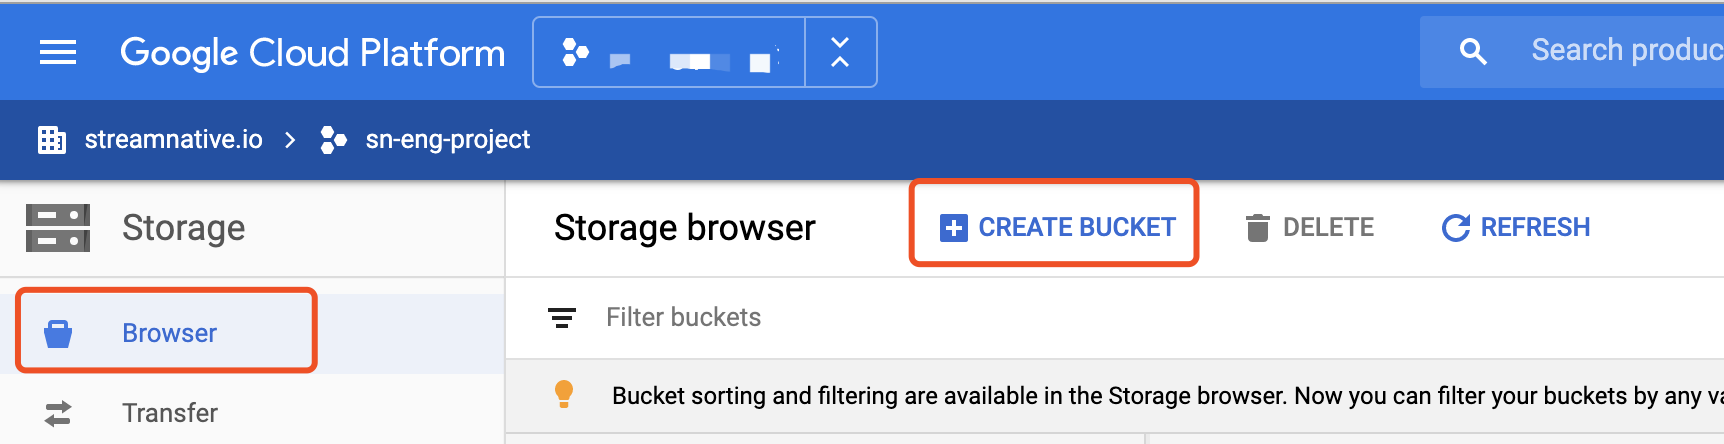 Google Cloud Platform
Search produc
streamnative.io > sn-eng-project
Storage
Storage browser
CREATE BUCKET
DELETE
REFRESH
Browser
Filter buckets
Bucket sorting and filtering are available in the Storage browser. Now you can filter your buckets by any va
Transfer